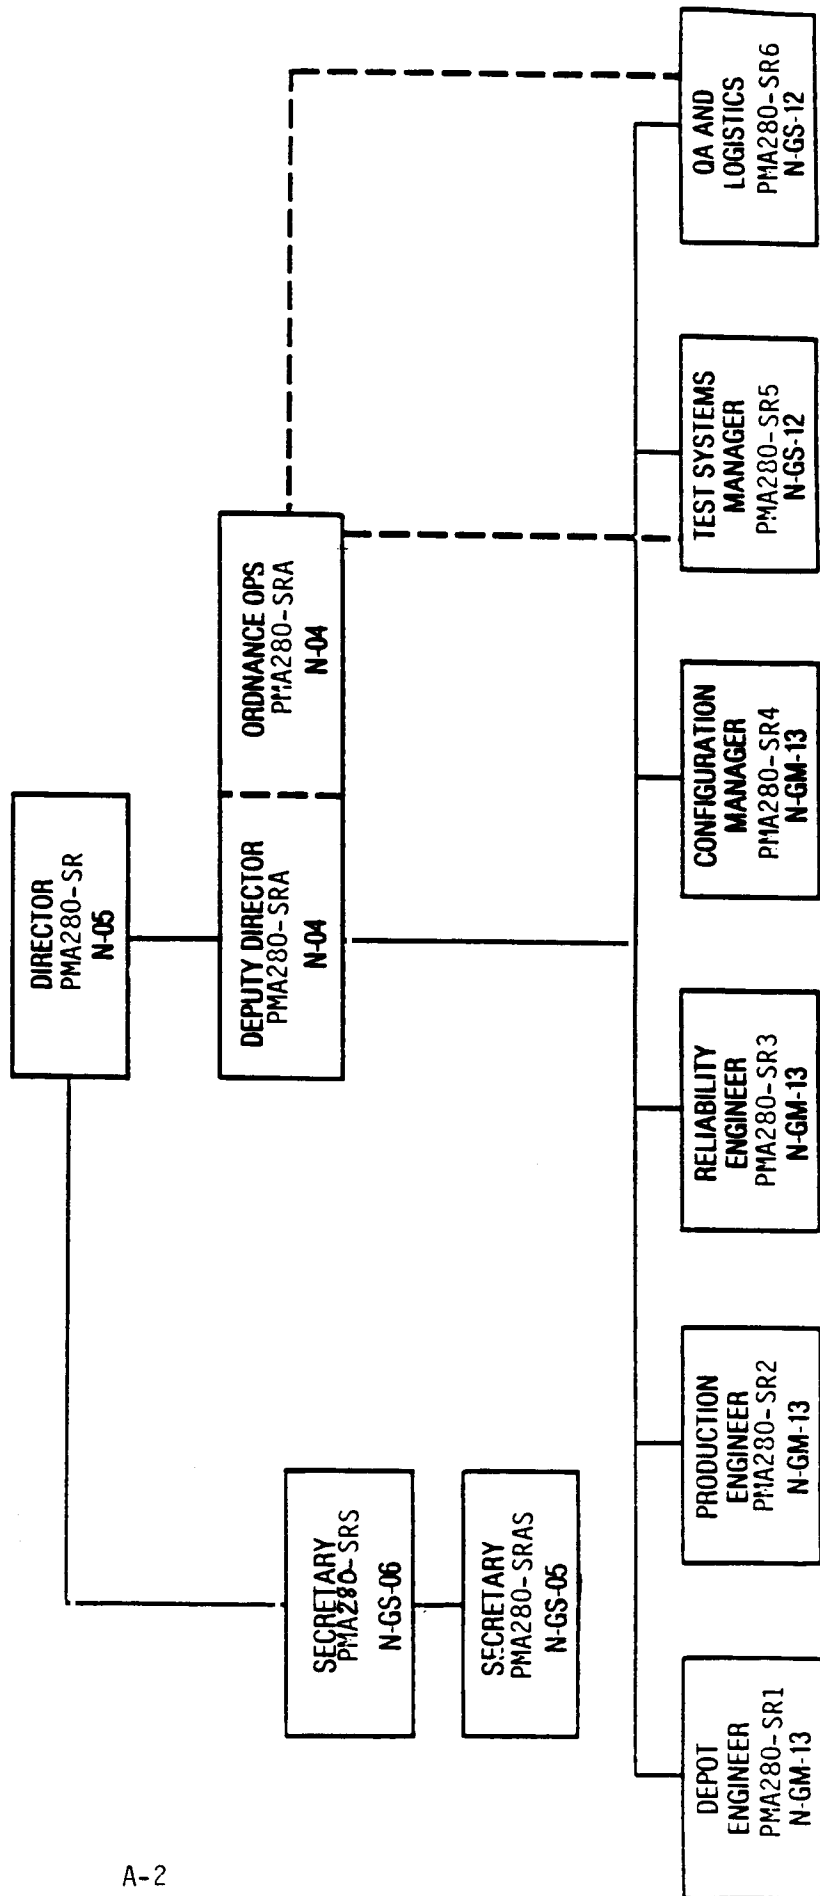 DIRECTOR
PMA280-SR
N-05
DEPUTY DIRECTOR
PMA280-SRA
N-04
ORDNANCE OPS
PMA280-SRA
N-04
SECRETARY
PMA280-SRS
N-GS-06
SECRETARY
PMA280-SRAS
N-GS-05
DEPOT
ENGINEER
PMA280-SR1
N-GM-13
PRODUCTION
ENGINEER
PMA280-SR2
N-GM-13
RELIABILITY
ENGINEER
PMA280-SR3
N-GM-13
CONFIGURATION
MANAGER
PMA280-SR4
N-GM-13
TEST SYSTEMS
MANAGER
PMA280-SR5
N-GS-12
QA AND
LOGISTICS
PMA280-SR6
N-GS-12
A-2